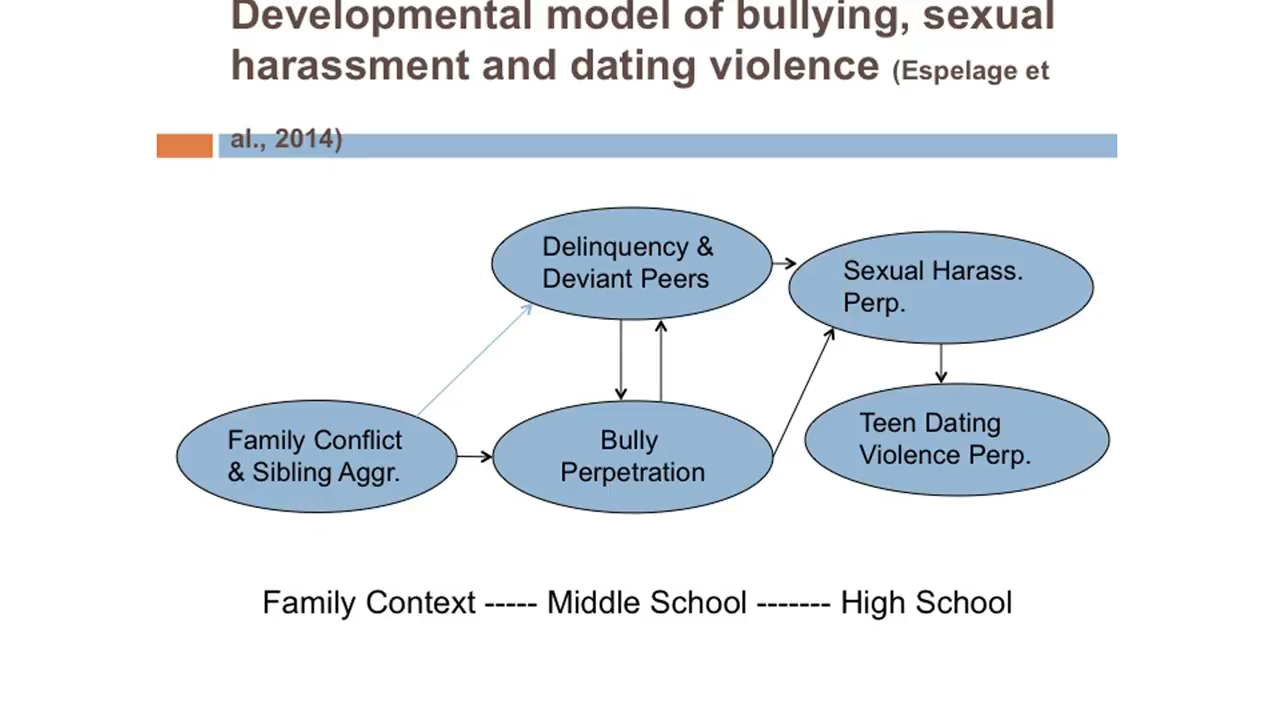 Developmental model of bullying, sexual
harassment and dating violence (Espelage et
al., 2014)
Delinquency &
Deviant Peers
Sexual Harass.
Perp.
Family Conflict
& Sibling Aggr.
Bully
Perpetration
Teen Dating
Violence Perp.
Family Context ----- Middle School ------- High School